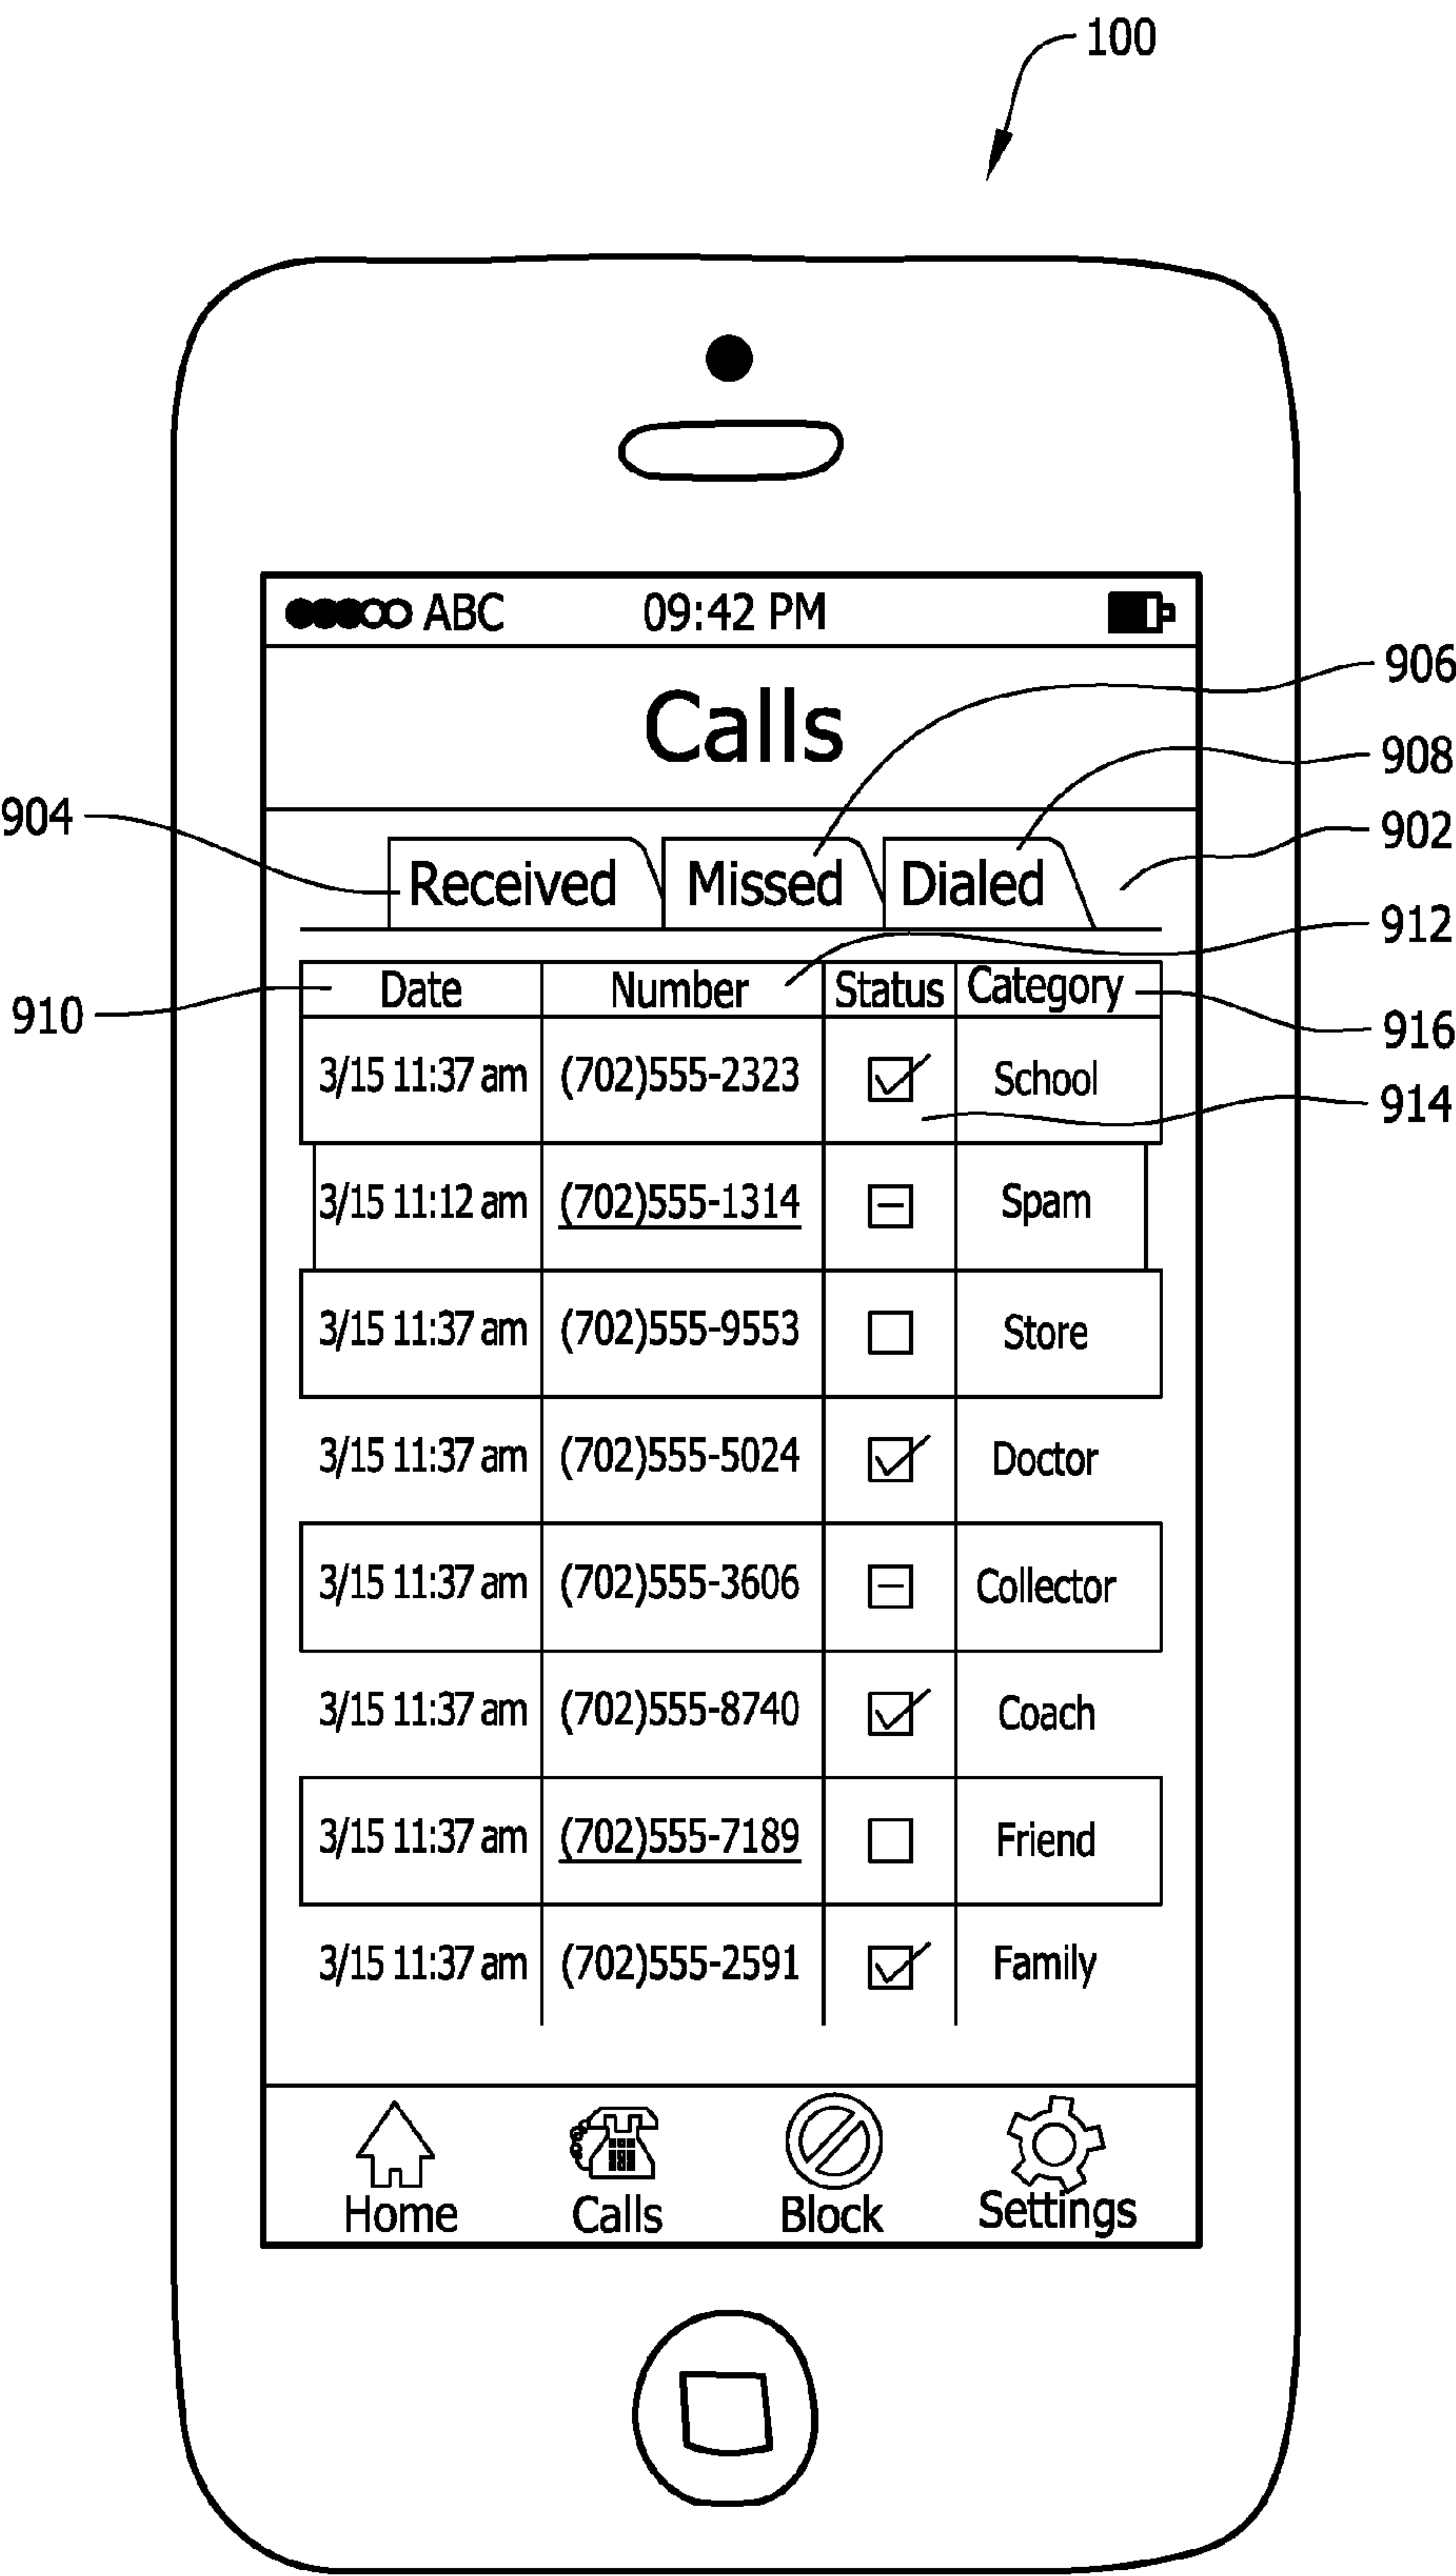 100
ABC 09:42 PM
906
Calls
908
904
902
Received Missed Dialed
912
910
Date Number Status Category
916
3/15 11:37 am (702)555-2323 School
914
3/15 11:12 am (702)555-1314 Spam
3/15 11:37 am (702)555-9553 Store
3/15 11:37 am (702)555-5024 Doctor
3/15 11:37 am (702)555-3606 Collector
3/15 11:37 am (702)555-8740 Coach
3/15 11:37 am (702)555-7189 Friend
3/15 11:37 am (702)555-2591 Family
Home Calls Block Settings